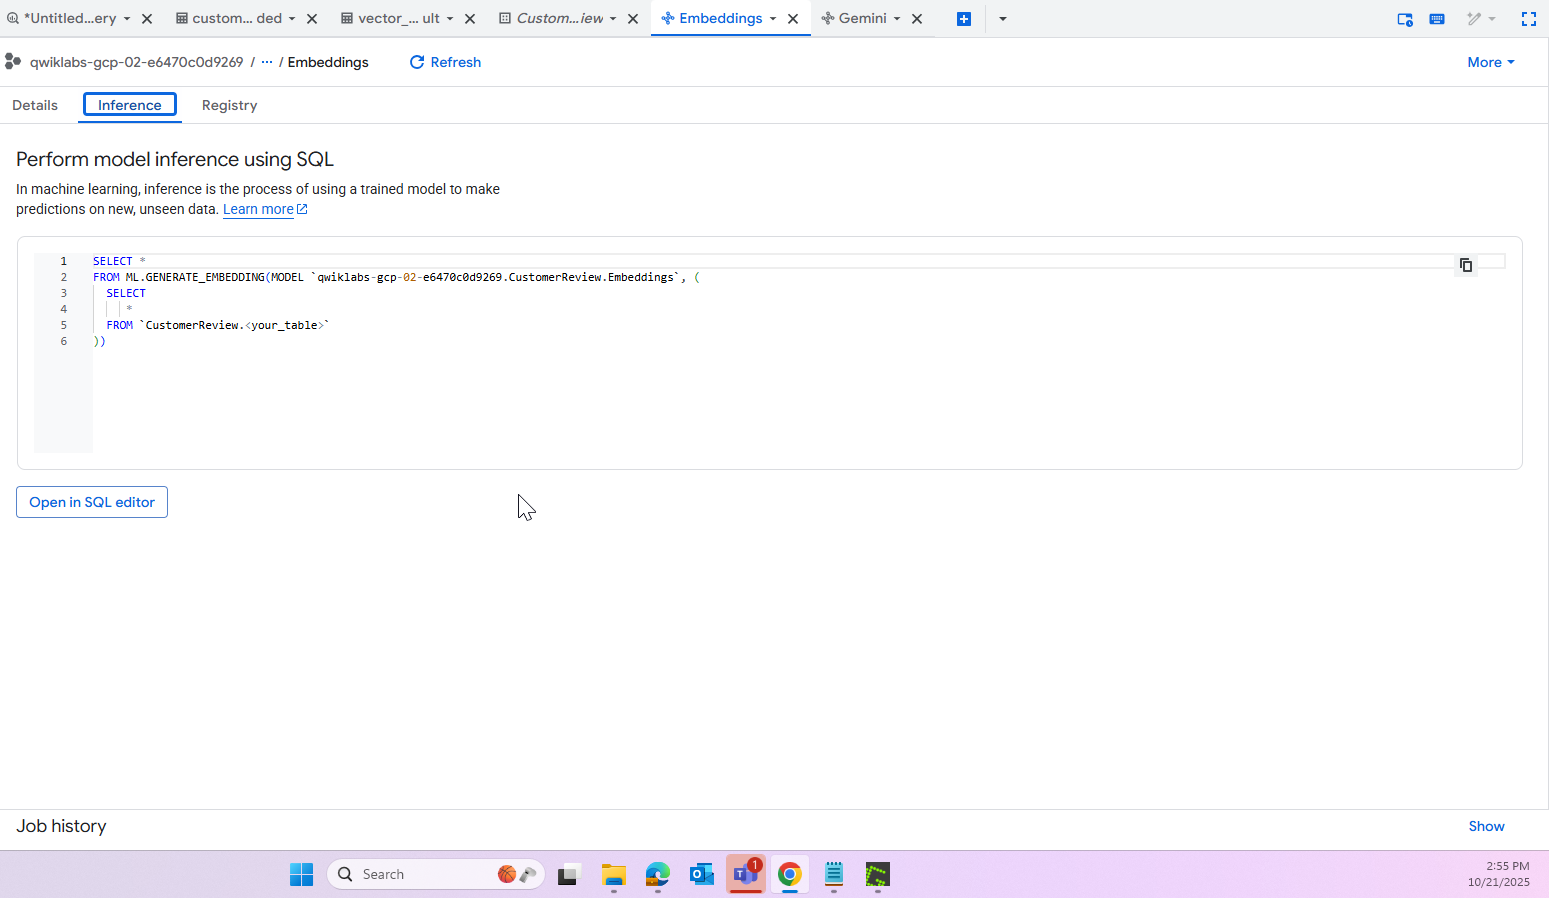 *Untitled...ery custom... ded vector_... ult Custom...iew Embeddings Gemini
qwiklabs-gcp-02-e6470c0d9269 / ... / Embeddings Refresh More
Details Inference Registry
Perform model inference using SQL
In machine learning, inference is the process of using a trained model to make
predictions on new, unseen data. Learn more
1 SELECT *
2 FROM ML.GENERATE_EMBEDDING(MODEL `qwiklabs-gcp-02-e6470c0d9269.CustomerReview.Embeddings`, (
3 SELECT
4 *
5 FROM `CustomerReview.<your_table>`
6 ))
Open in SQL editor
Job history Show
Search
1
2:55 PM
10/21/2025